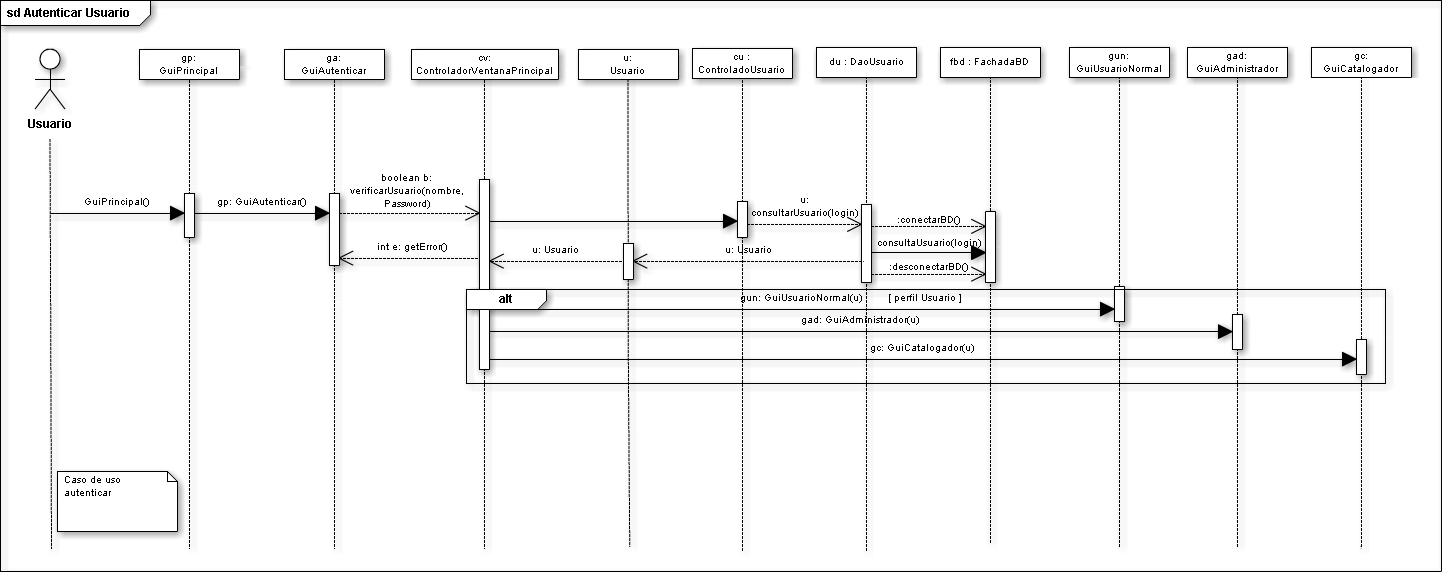 sd Autenticar Usuario
gp:
GuiPrincipal
ga:
GuiAutenticar
cv:
ControladorVentanaPrincipal
u:
Usuario
cu :
ControladoUsuario
du : DaoUsuario
fbd : FachadaBD
gun:
GuiUsuarioNormal
gad:
GuiAdministrador
gc:
GuiCatalogador
Usuario
GuiPrincipal()
gp: GuiAutenticar()
boolean b:
verificarUsuario(nombre,
Password)
u:
consultarUsuario(login)
:conectarBD()
int e: getError()
u: Usuario
u: Usuario
consultaUsuario(login)
:desconectarBD()
alt
gun: GuiUsuarioNormal(u)
[ perfil Usuario ]
gad: GuiAdministrador(u)
gc: GuiCatalogador(u)
Caso de uso
autenticar